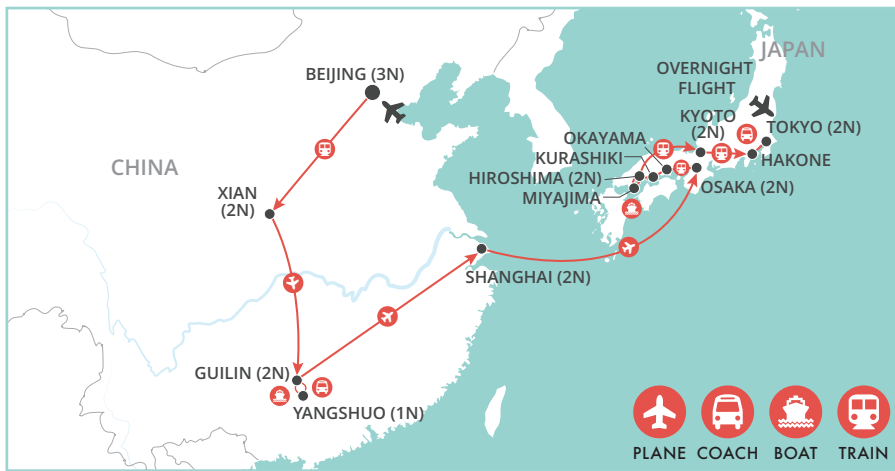 JAPAN
OVERNIGHT
FLIGHT
BEIJING (3N)
KYOTO
(2N)
TOKYO (2N)
OKAYAMA
KURASHIKI
HAKONE
CHINA
HIROSHIMA (2N)
OSAKA (2N)
MIYAJIMA
XIAN
(2N)
SHANGHAI (2N)
GUILIN (2N)
YANGSHUO (1N)
PLANE COACH BOAT TRAIN